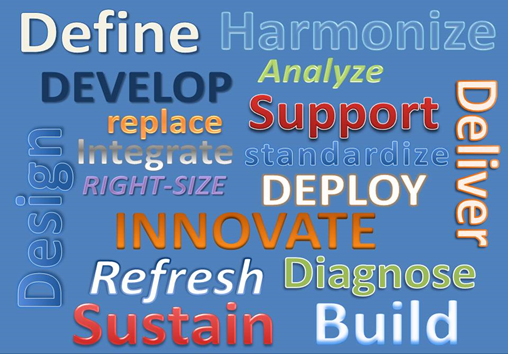 Define
Harmonize
DEVELOP
Analyze
replace
Support
Deliver
Design
Integrate
standardize
RIGHT-SIZE
DEPLOY
INNOVATE
Refresh
Diagnose
Sustain
Build